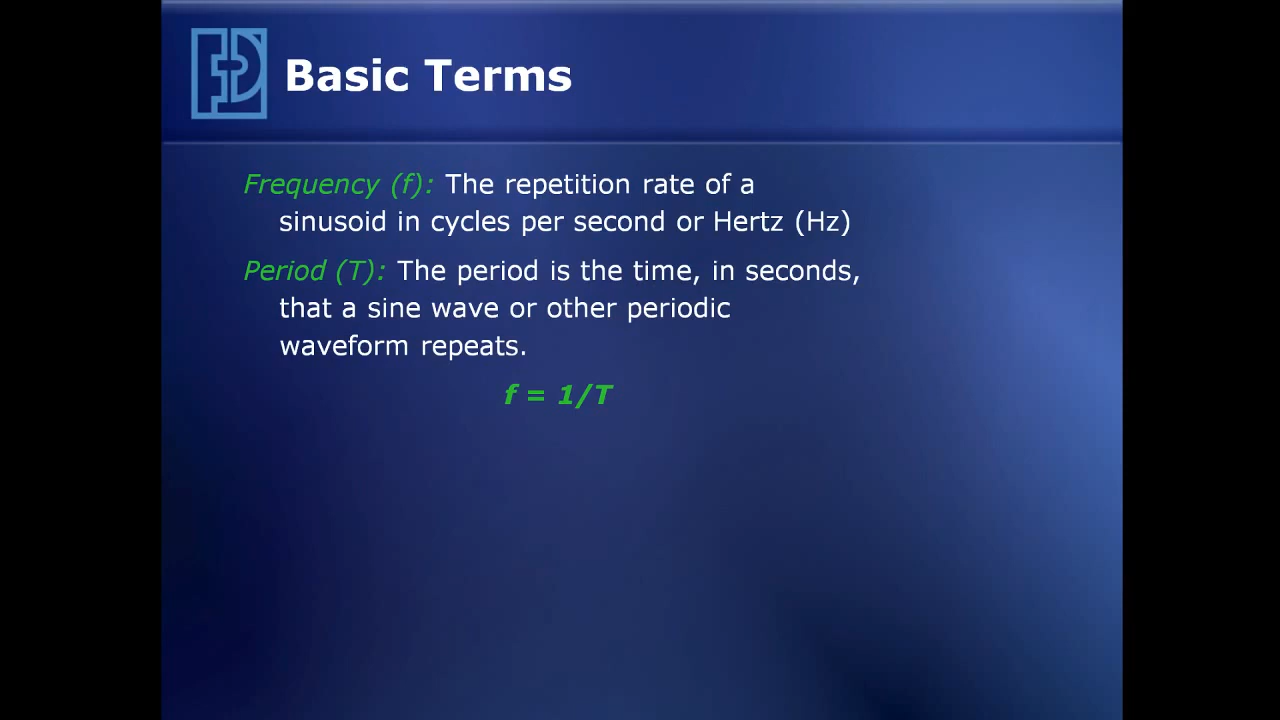 Basic Terms
Frequency (f): The repetition rate of a
sinusoid in cycles per second or Hertz (Hz)
Period (T): The period is the time, in seconds,
that a sine wave or other periodic
waveform repeats.
f = 1/T